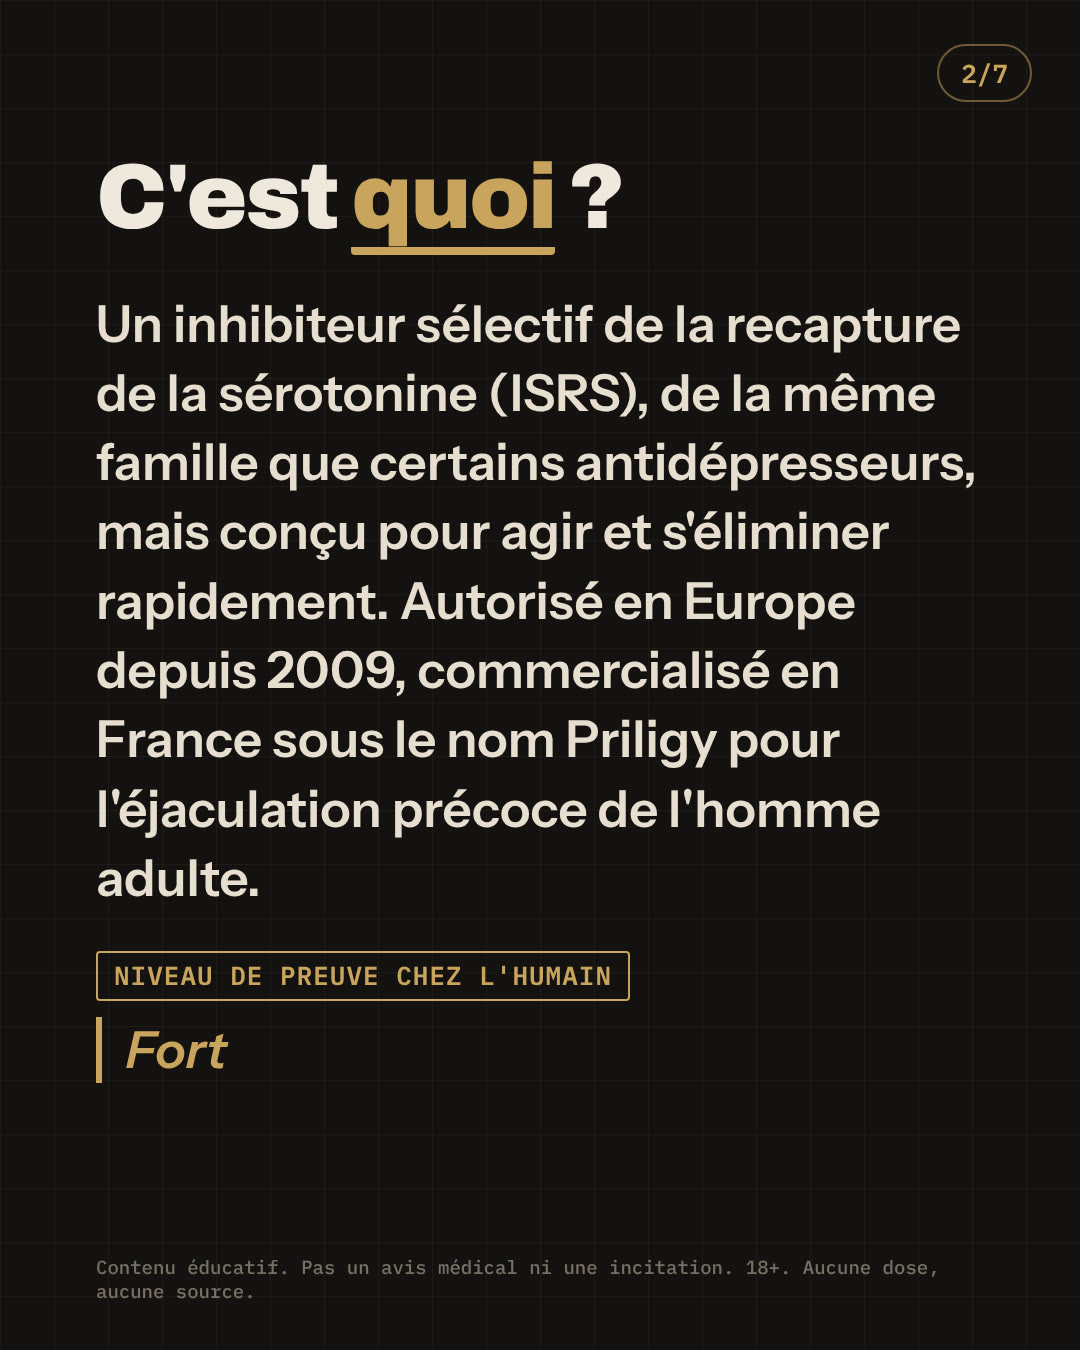 2/7
C'est quoi ?
Un inhibiteur sélectif de la recapture
de la sérotonine (ISRS), de la même
famille que certains antidépresseurs,
mais conçu pour agir et s'éliminer
rapidement. Autorisé en Europe
depuis 2009, commercialisé en
France sous le nom Priligy pour
l'éjaculation précoce de l'homme
adulte.
NIVEAU DE PREUVE CHEZ L'HUMAIN
Fort
Contenu éducatif. Pas un avis médical ni une incitation. 18+. Aucune dose,
aucune source.